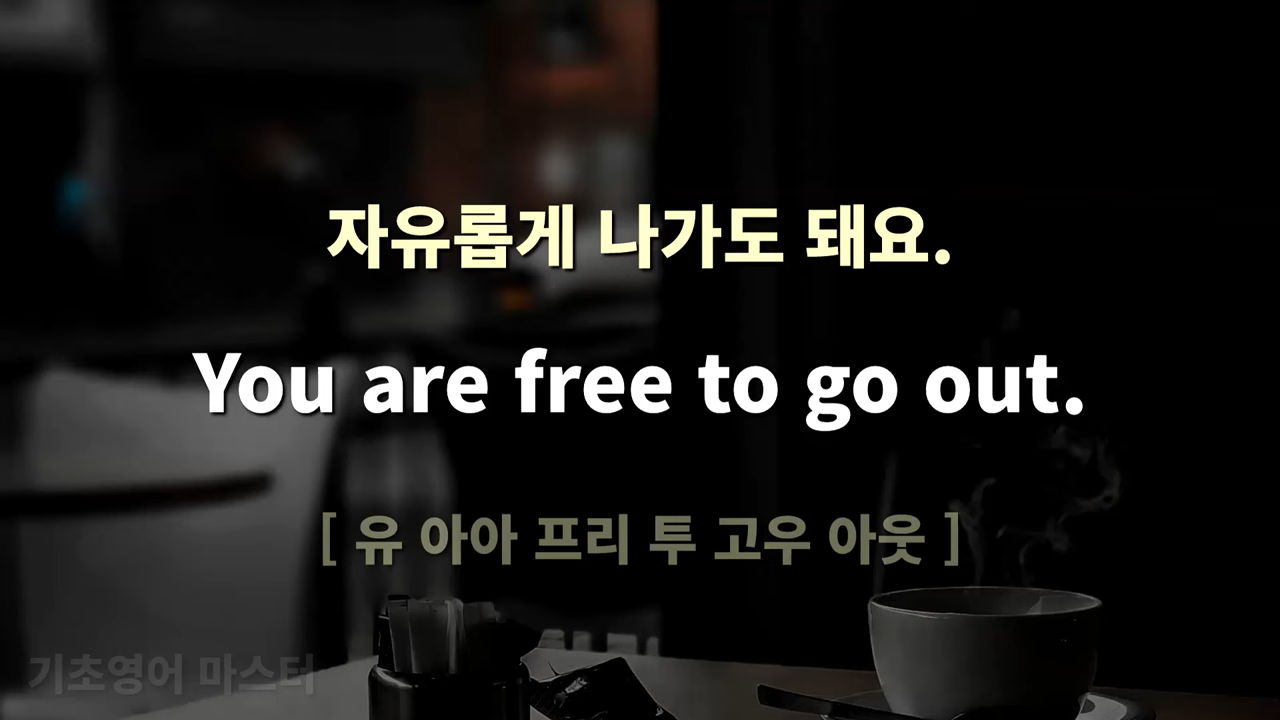 자유롭게 나가도 돼요.
You are free to go out.
[ 유 아아 프리 투 고우 아웃 ]
기초영어 마스터